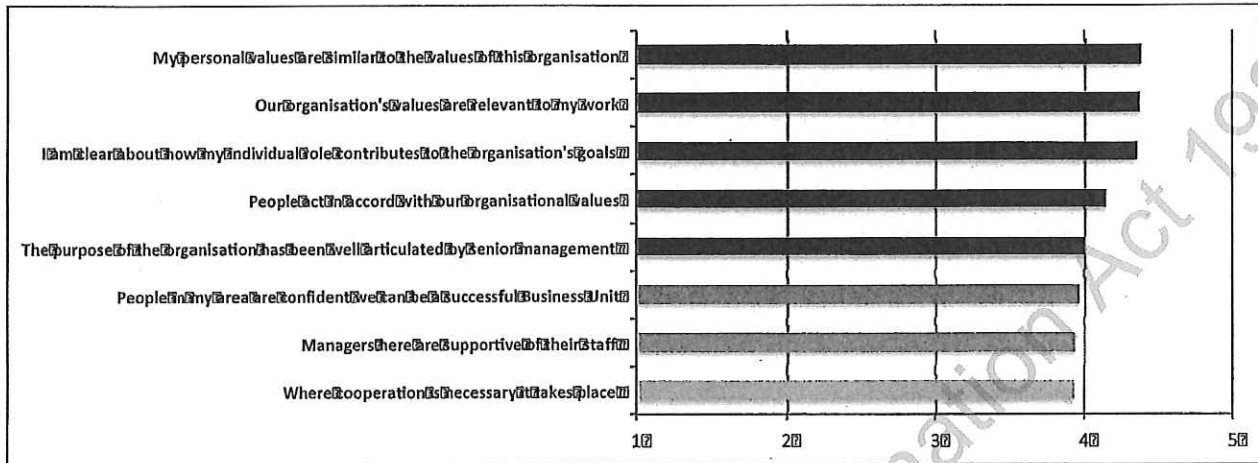 My personal values are similar to the values of this organisation
Our organisation's values are relevant to my work
I am clear about how my individual role contributes to the organisation's goals
People act in accord with our organisational values
The purpose of the organisation has been well articulated by senior management
People in my area are confident we can be a successful Business Unit
Managers here are supportive of their staff
Where cooperation is necessary it takes place
1 2 3 4 5
Act